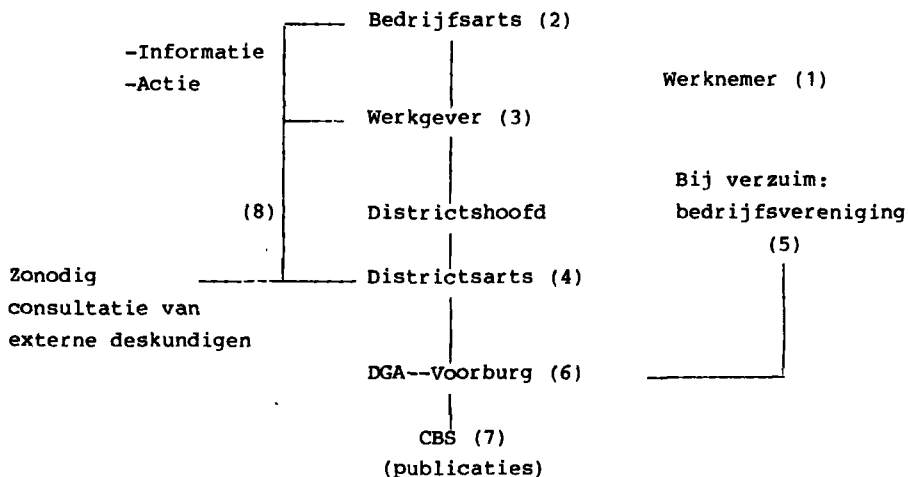 Bedrijfsarts (2)
-Informatie
-Actie
Werknemer (1)
Werkgever (3)
Bij verzuim:
(8)
Districtshoofd
bedrijfsvereniging
(5)
Zonodig
Districtsarts (4)
consultatie van
externe deskundigen
DGA--Voorburg (6)
CBS (7)
(publicaties)